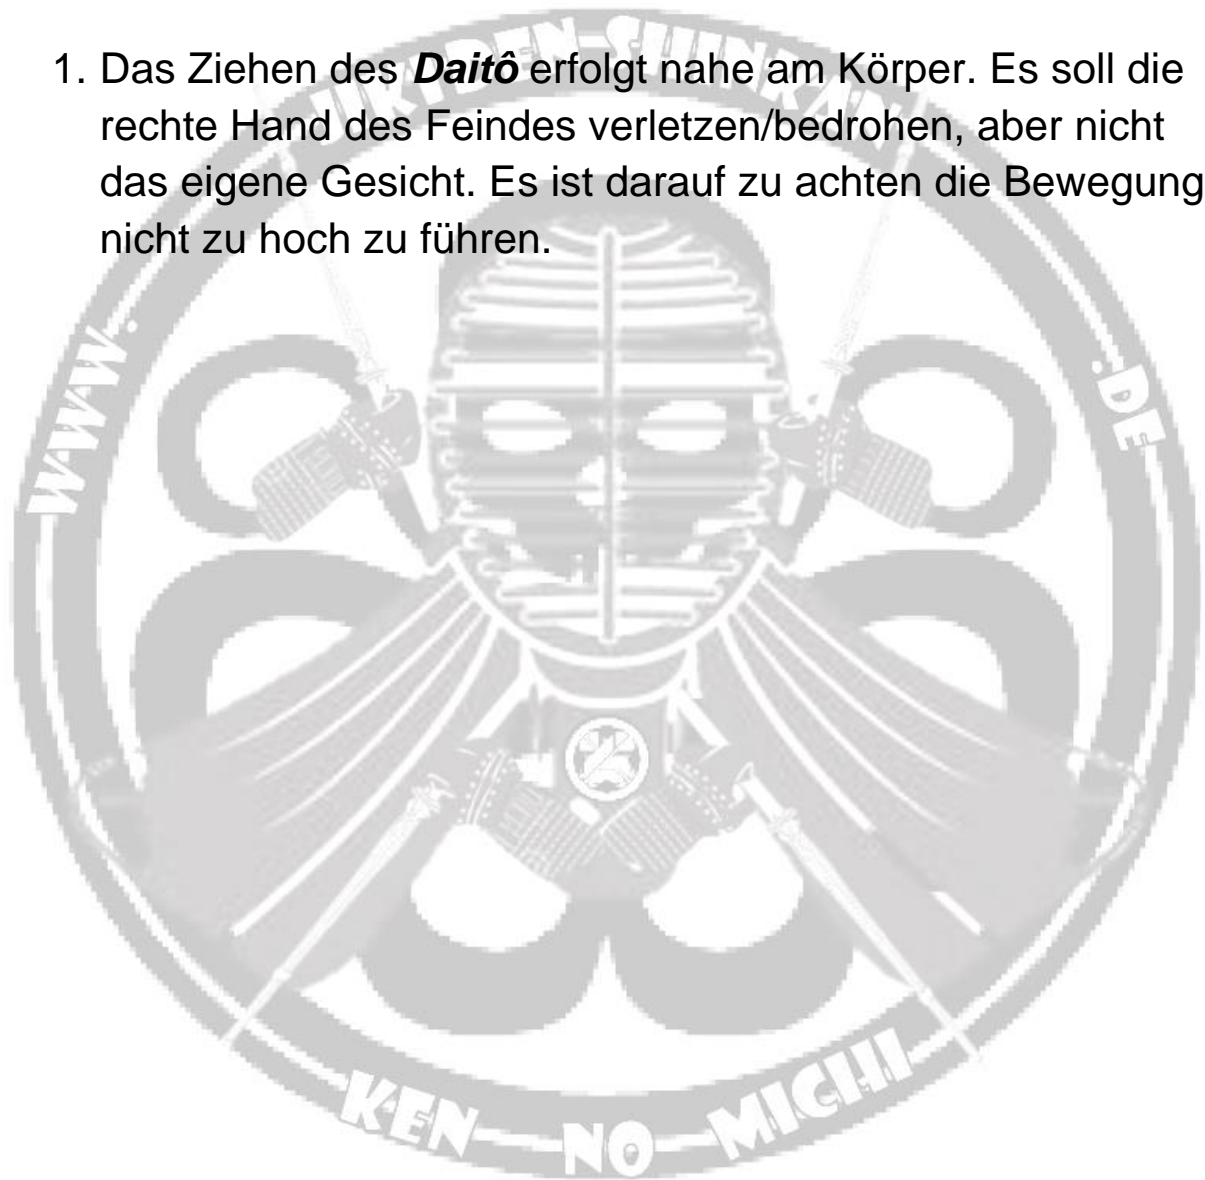 1. Das Ziehen des Daitô erfolgt nahe am Körper. Es soll die
rechte Hand des Feindes verletzen/bedrohen, aber nicht
das eigene Gesicht. Es ist darauf zu achten die Bewegung
nicht zu hoch zu führen.
WWW.
.DE
KEN NO MICHI